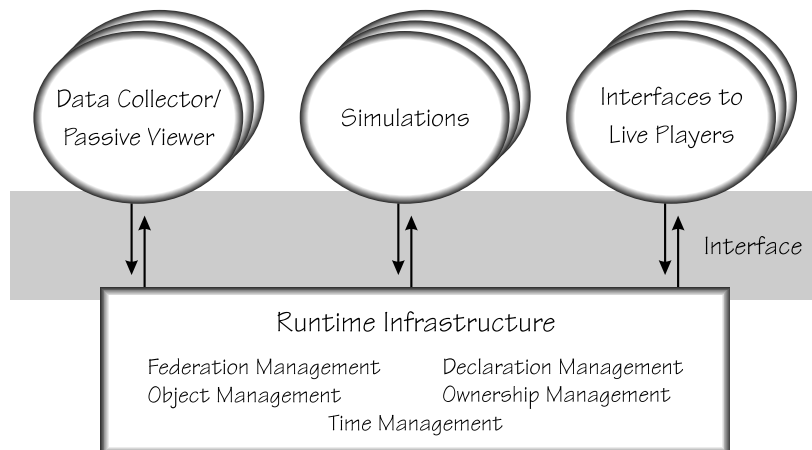 Data Collector/
Passive Viewer
Simulations
Interfaces to
Live Players
Interface
Runtime Infrastructure
Federation Management
Declaration Management
Object Management
Ownership Management
Time Management